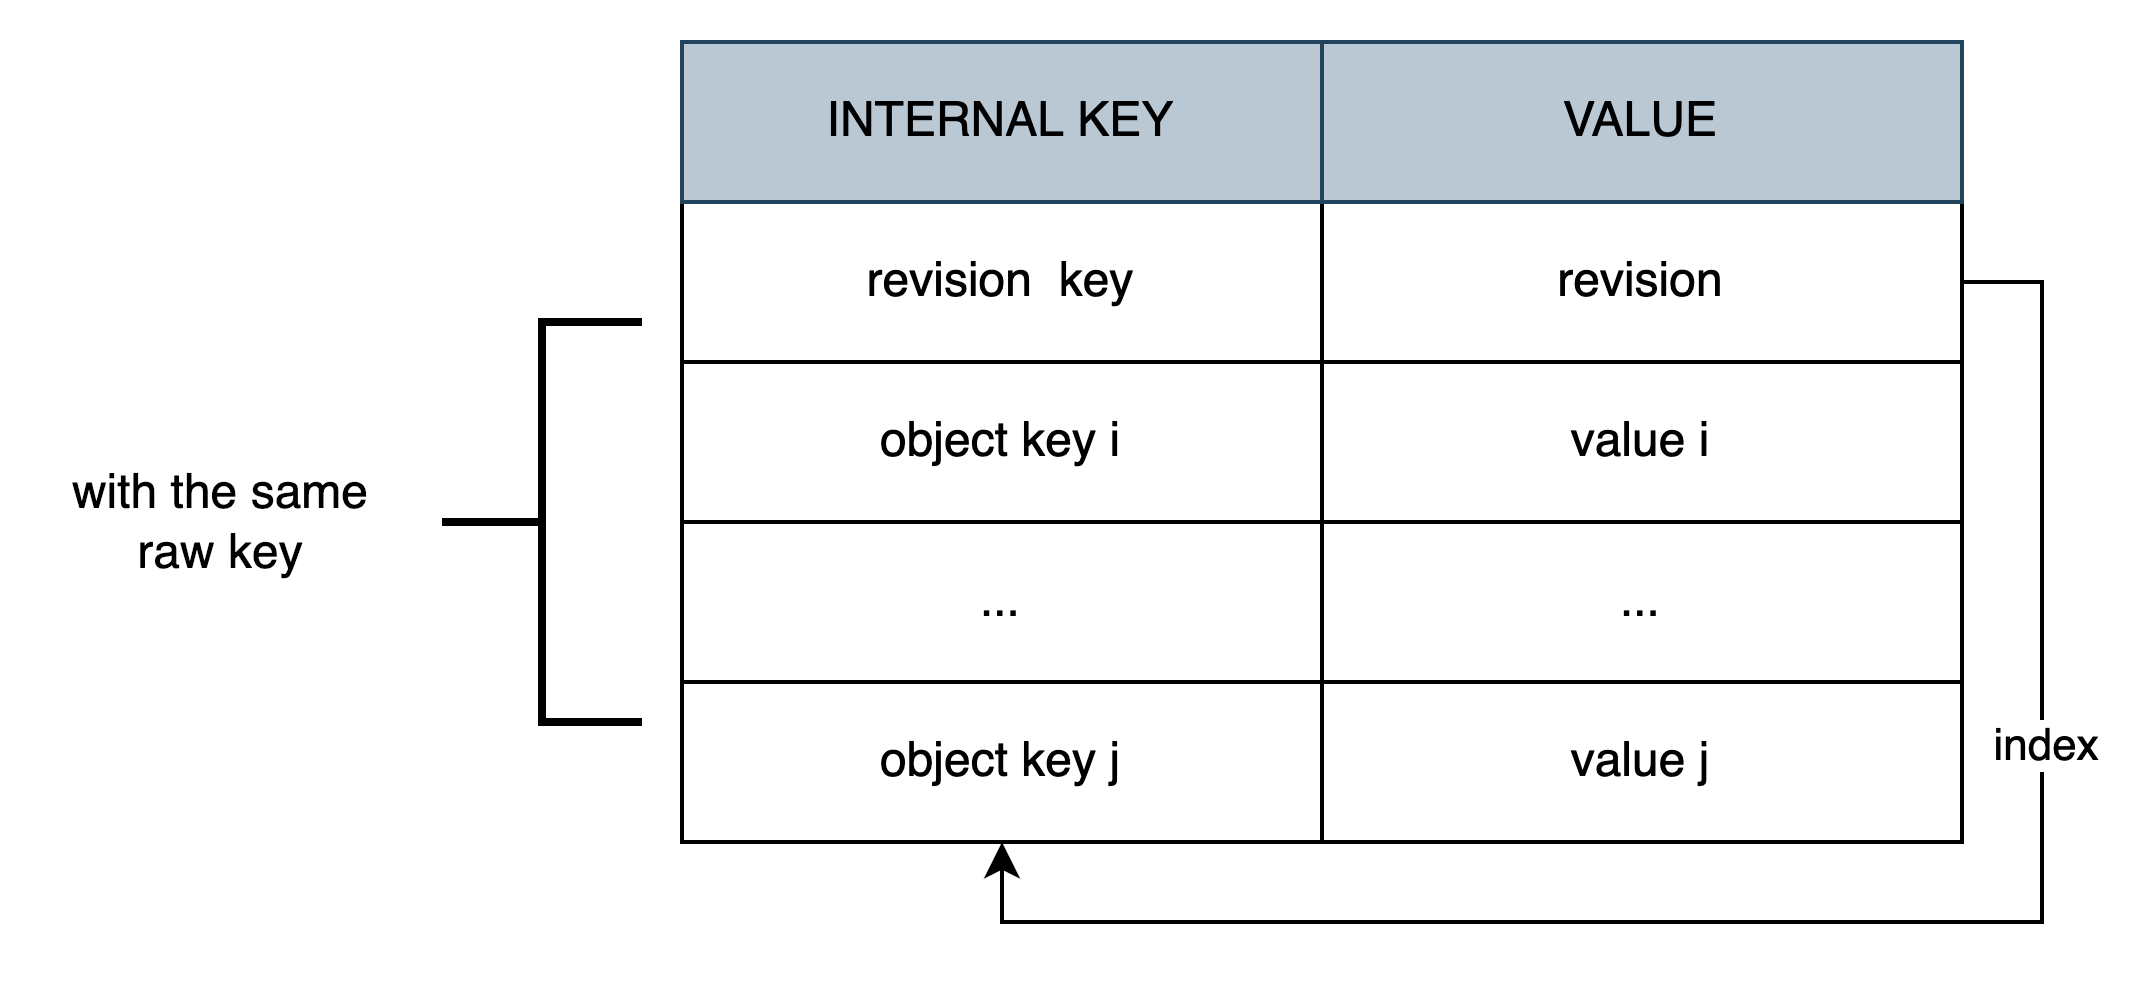 INTERNAL KEY VALUE
revision  key revision
object key i value i
with the same
raw key
... ...
object key j value j
index